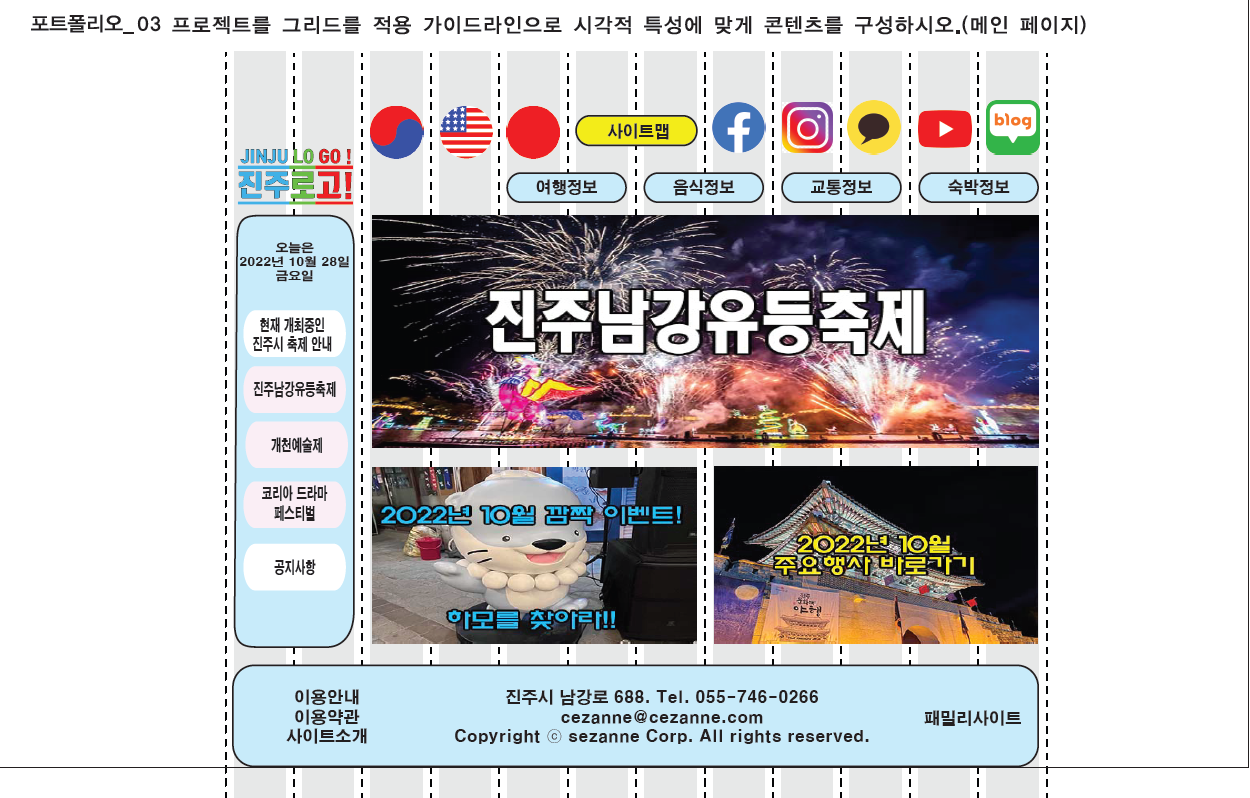 포트폴리오_03 프로젝트를 그리드를 적용 가이드라인으로 시각적 특성에 맞게 콘텐츠를 구성하시오.(메인 페이지)
사이트맵
blog
JINJU LO GO !
진주로고!
여행정보
음식정보
교통정보
숙박정보
오늘은
2022년 10월 28일
금요일
현재 개최중인
진주시 축제 안내
진주남강유등축제
개천예술제
코리아 드라마
페스티벌
공지사항
진주남강유등축제
2022년 10월 깜짝 이벤트!
하모를 찾아라!!
2022년 10월
주요행사 바로가기
야행
이용안내
이용약관
사이트소개
진주시 남강로 688. Tel. 055-746-0266
cezanne@cezanne.com
Copyright ⓒ sezanne Corp. All rights reserved.
패밀리사이트